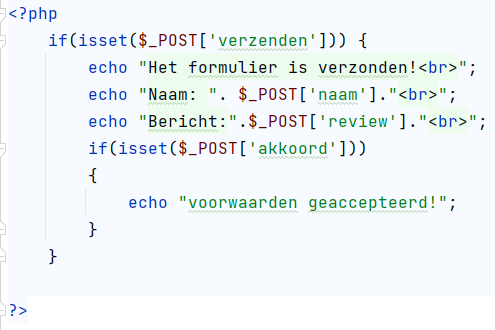 <?php
if(isset($_POST['verzenden'])) {
echo "Het formulier is verzonden!<br>";
echo "Naam: ". $_POST['naam']."<br>";
echo "Bericht:".$_POST['review']."<br>";
if(isset($_POST['akkoord']))
{
echo "voorwaarden geaccepteerd!";
}
}
?>